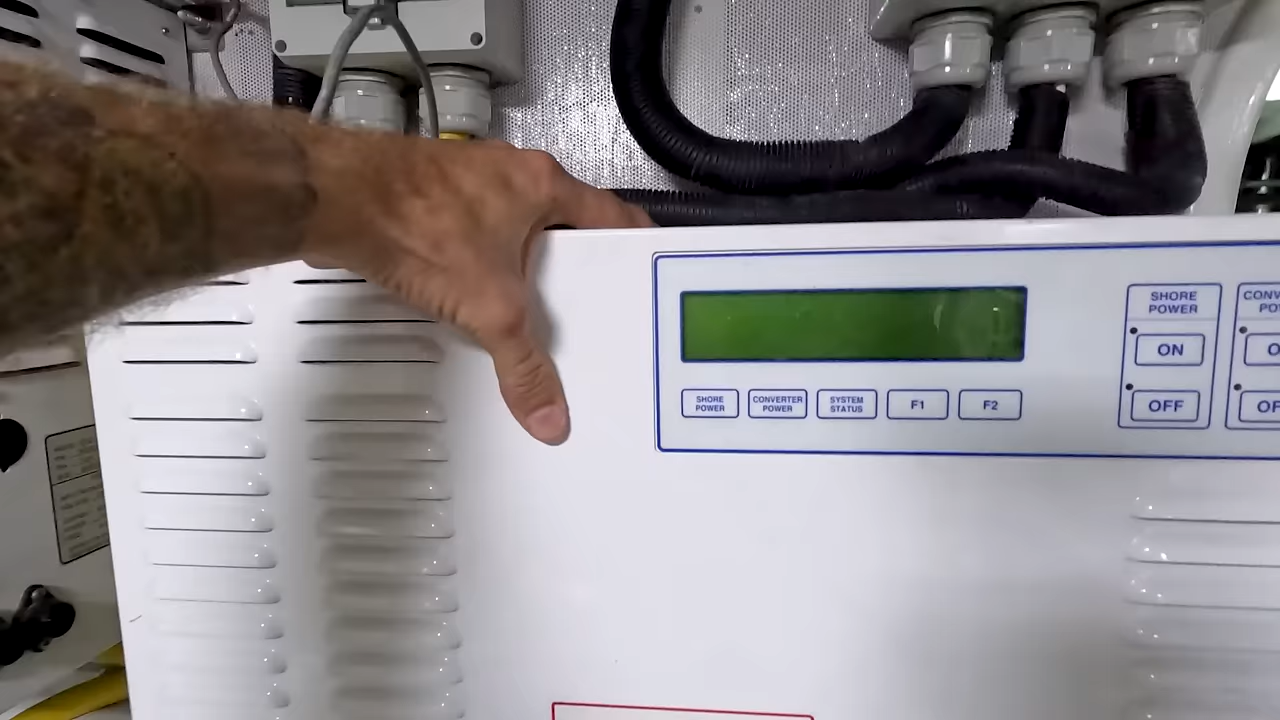 SHORE
POWER
CONVERTER
POWER
SYSTEM
STATUS
F1
F2
SHORE
POWER
ON
OFF